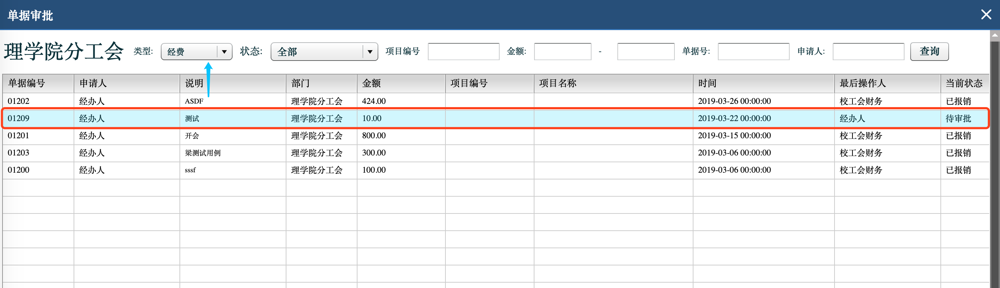 单据审批
理学院分工会 类型: 经费 状态: 全部 项目编号 金额: - 单据号: 申请人: 查询
单据编号 申请人 说明 部门 金额 项目编号 项目名称 时间 最后操作人 当前状态
01202 经办人 ASDF 理学院分工会 424.00 2019-03-26 00:00:00 校工会财务 已报销
01209 经办人 测试 理学院分工会 10.00 2019-03-22 00:00:00 经办人 待审批
01201 经办人 开会 理学院分工会 800.00 2019-03-15 00:00:00 校工会财务 已报销
01203 经办人 梁测试用例 理学院分工会 300.00 2019-03-06 00:00:00 校工会财务 已报销
01200 经办人 sssf 理学院分工会 100.00 2019-03-06 00:00:00 校工会财务 已报销